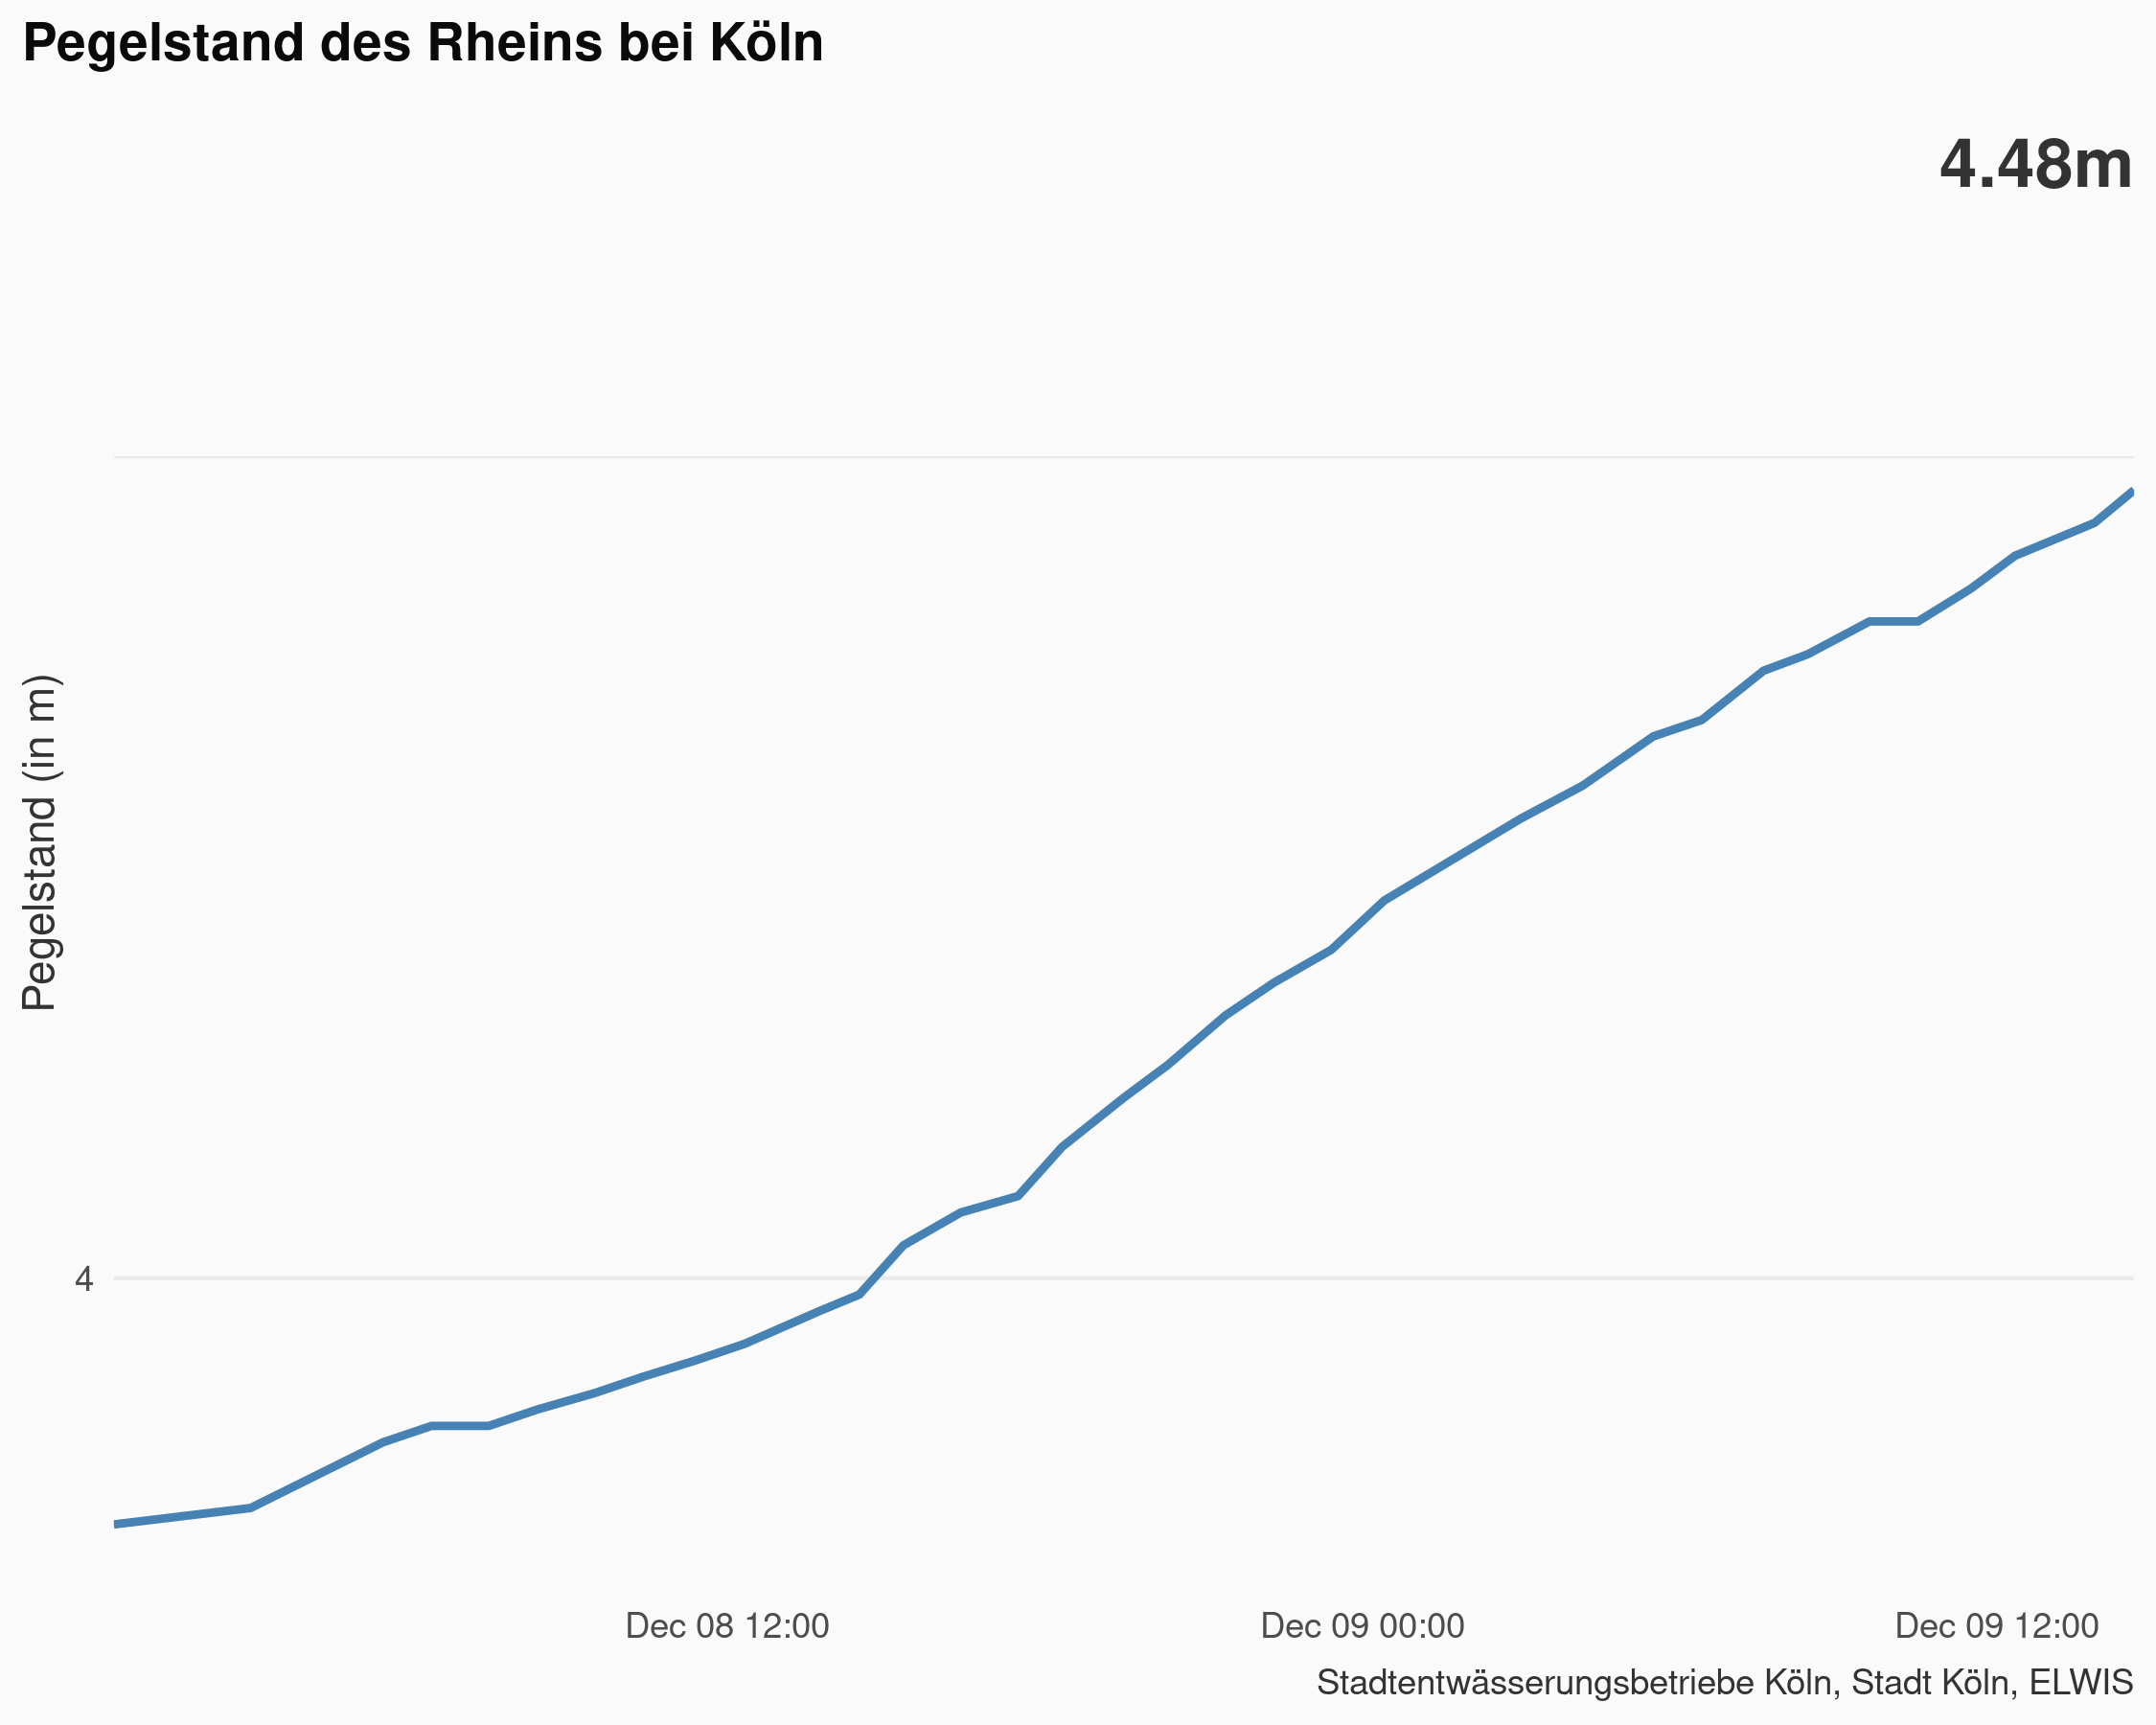 Pegelstand des Rheins bei Köln
4.48m
Pegelstand (in m)
4
Dec 08 12:00
Dec 09 00:00
Dec 09 12:00
Stadtentwässerungsbetriebe Köln, Stadt Köln, ELWIS